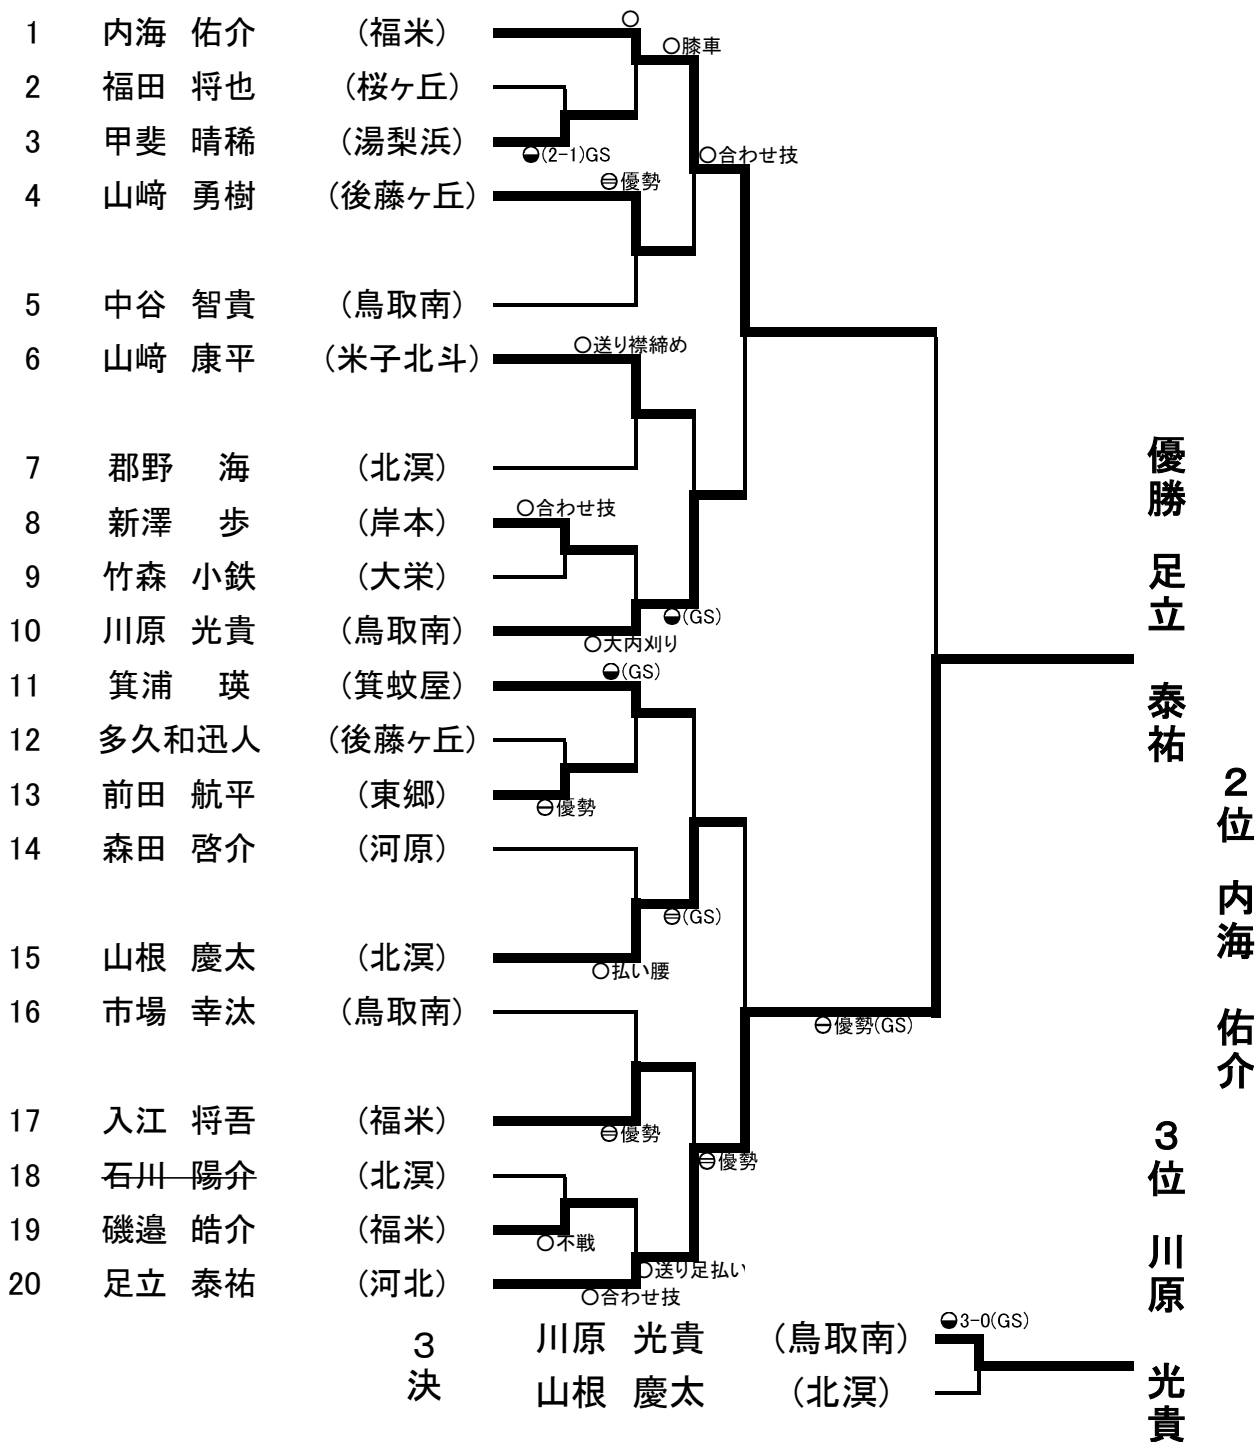 1 内海 佑介 (福米)
○
○膝車
2 福田 将也 (桜ヶ丘)
3 甲斐 晴稀 (湯梨浜)
(2-1)GS
○合わせ技
4 山﨑 勇樹 (後藤ヶ丘)
⊖優勢
5 中谷 智貴 (鳥取南)
6 山﨑 康平 (米子北斗)
○送り襟締め
7 郡野 海 (北溟)
8 新澤 歩 (岸本)
○合わせ技
9 竹森 小鉄 (大栄)
10 川原 光貴 (鳥取南)
◒(GS)
○大内刈り
11 箕浦 瑛 (箕蚊屋)
◒(GS)
12 多久和迅人 (後藤ヶ丘)
13 前田 航平 (東郷)
⊖優勢
14 森田 啓介 (河原)
⊖(GS)
15 山根 慶太 (北溟)
○払い腰
16 市場 幸汰 (鳥取南)
⊖優勢(GS)
17 入江 将吾 (福米)
⊖優勢
⊖優勢
18 石川 陽介 (北溟)
19 磯邉 皓介 (福米)
○不戦
20 足立 泰祐 (河北)
○送り足払い
○合わせ技
3決
川原 光貴 (鳥取南)
◒3-0(GS)
山根 慶太 (北溟)
優勝 足立 泰祐
2位 内海 佑介
3位 川原 光貴